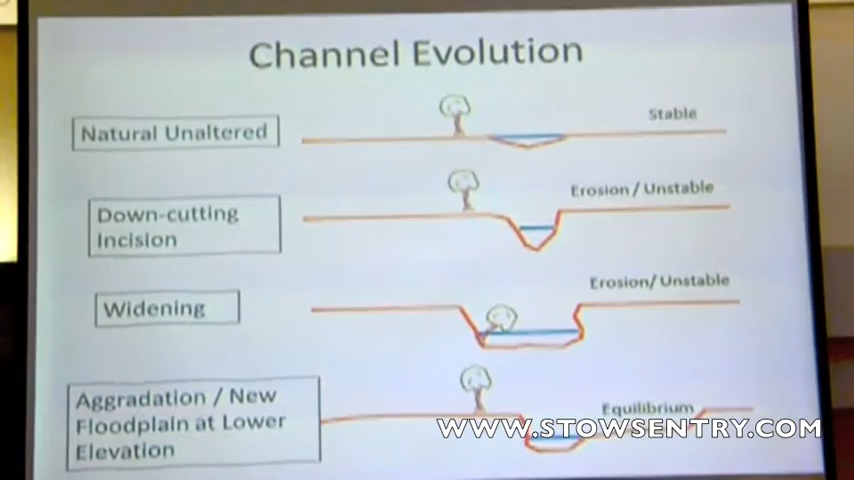 Channel Evolution
Natural Unaltered
Stable
Down-cutting
Incision
Erosion / Unstable
Widening
Erosion/ Unstable
Aggradation / New
Floodplain at Lower
Elevation
Equilibrium
WWW.STOWSENTRY.COM